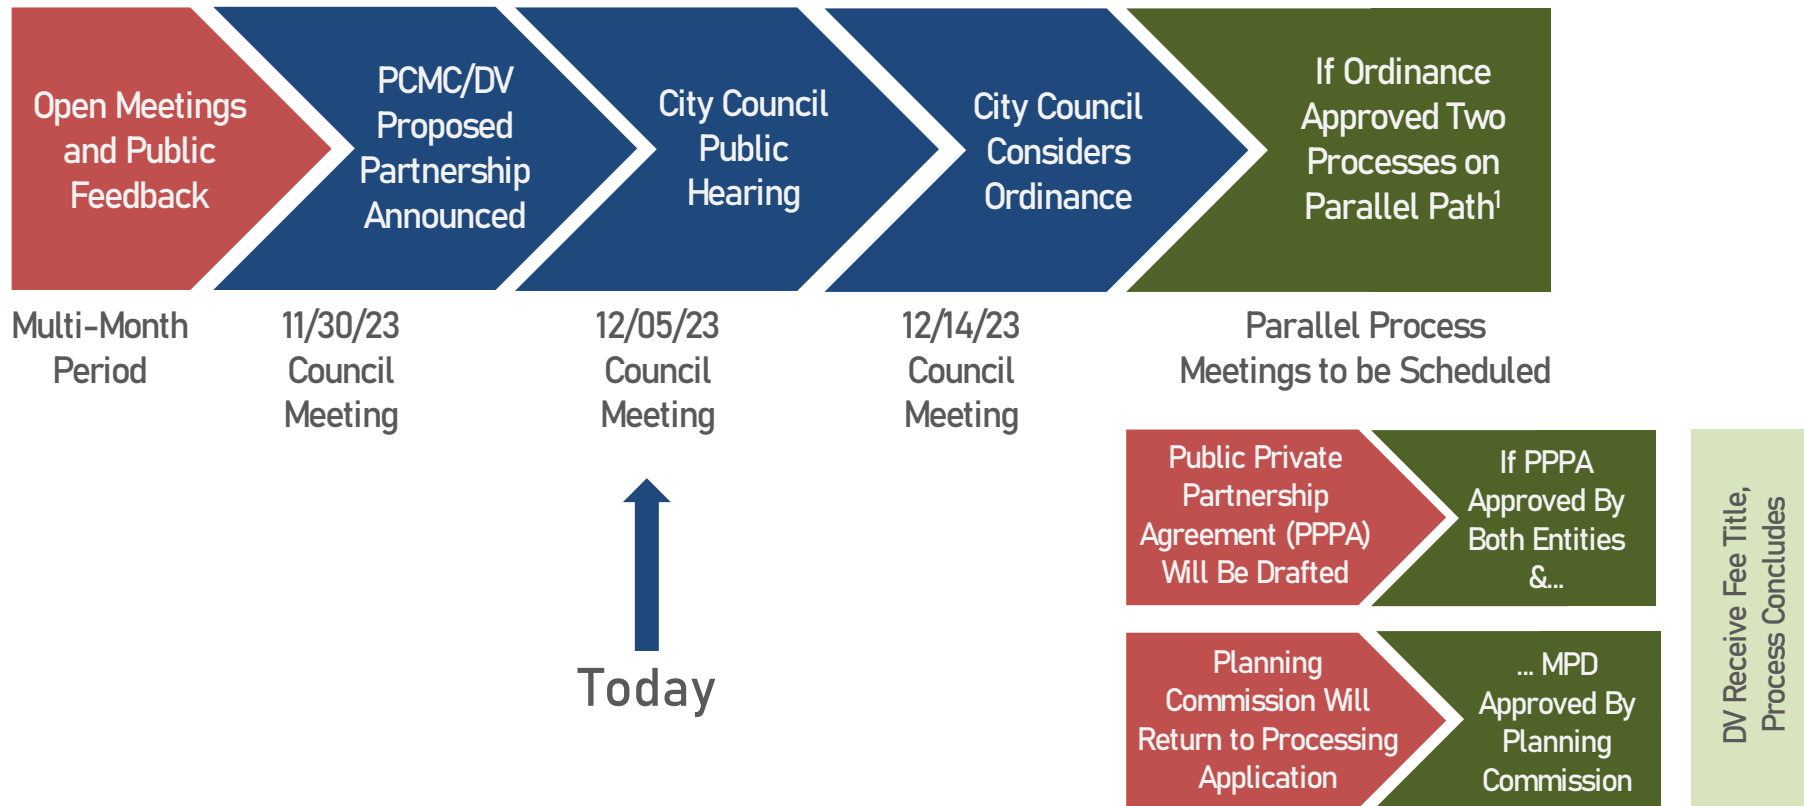 Open Meetings
and Public
Feedback
PCMC/DV
Proposed
Partnership
Announced
City Council
Public
Hearing
City Council
Considers
Ordinance
If Ordinance
Approved Two
Processes on
Parallel Path¹
Multi-Month
Period
11/30/23
Council
Meeting
12/05/23
Council
Meeting
12/14/23
Council
Meeting
Parallel Process
Meetings to be Scheduled
Today
Public Private
Partnership
Agreement (PPPA)
Will Be Drafted
If PPPA
Approved By
Both Entities
&...
Planning
Commission Will
Return to Processing
Application
... MPD
Approved By
Planning
Commission
DV Receive Fee Title,
Process Concludes